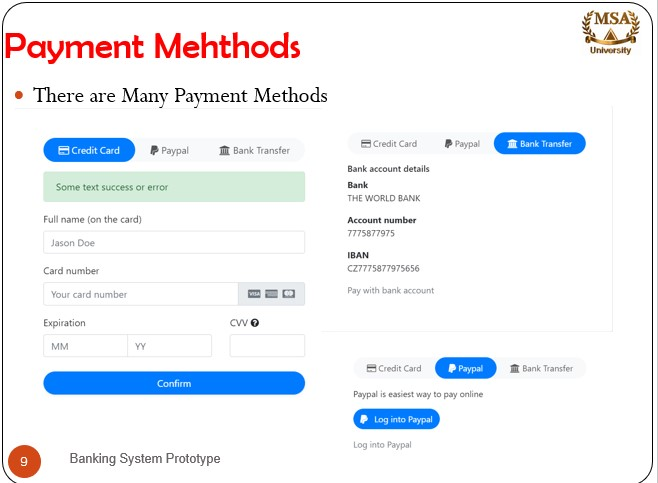 MSA
University
Payment Mehthods
There are Many Payment Methods
Credit Card Paypal Bank Transfer
Some text success or error
Full name (on the card)
Jason Doe
Card number
Your card number VISA
Expiration CVV
MM YY
Confirm
Credit Card Paypal Bank Transfer
Bank account details
Bank
THE WORLD BANK
Account number
7775877975
IBAN
CZ7775877975656
Pay with bank account
Credit Card Paypal Bank Transfer
Paypal is easiest way to pay online
Log into Paypal
Log into Paypal
9 Banking System Prototype